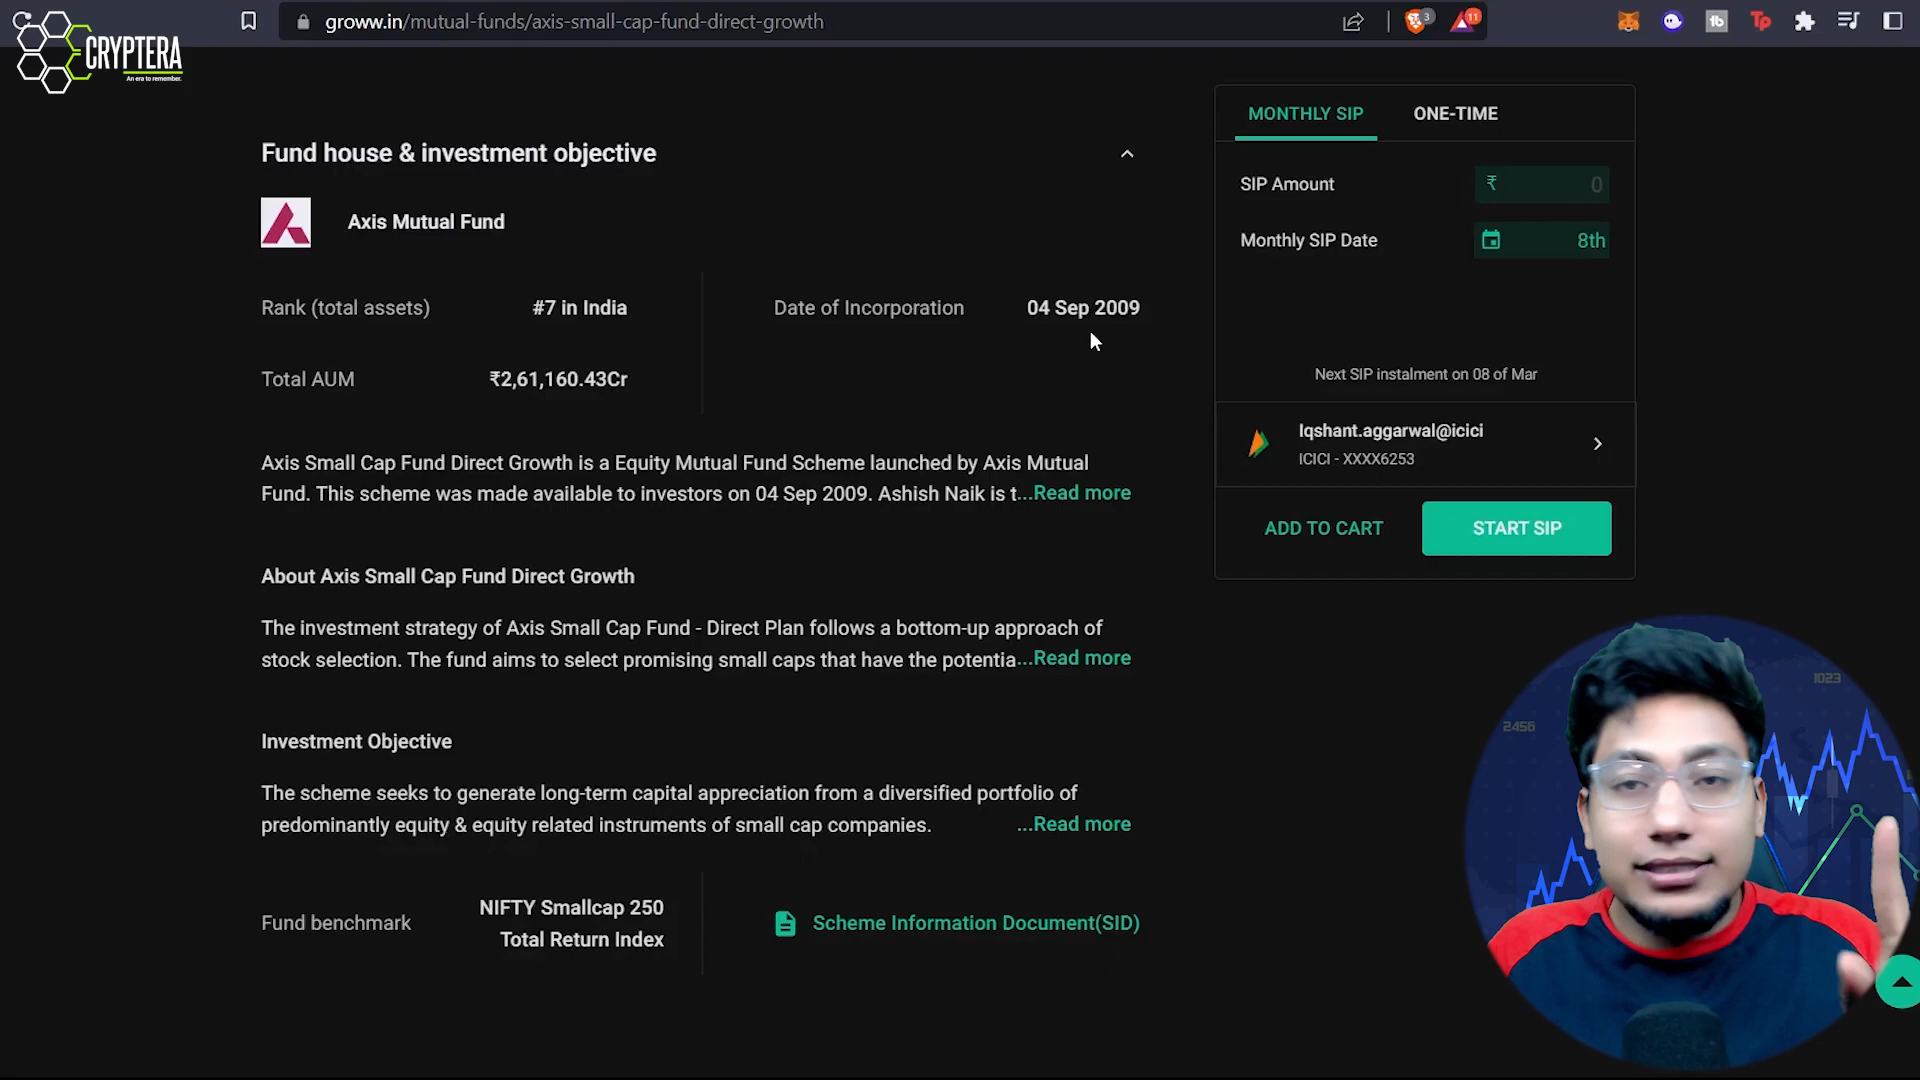 groww.in/mutual-funds/axis-small-cap-fund-direct-growth
3
11
tb
Tp
CRYPTERA
An era to remember.
MONTHLY SIP
ONE-TIME
Fund house & investment objective
SIP Amount
₹
0
Axis Mutual Fund
Monthly SIP Date
8th
Rank (total assets)
#7 in India
Date of Incorporation
04 Sep 2009
Total AUM
₹2,61,160.43Cr
Next SIP instalment on 08 of Mar
lqshant.aggarwal@icici
ICICI - XXXX6253
Axis Small Cap Fund Direct Growth is a Equity Mutual Fund Scheme launched by Axis Mutual
Fund. This scheme was made available to investors on 04 Sep 2009. Ashish Naik is t...Read more
ADD TO CART
START SIP
About Axis Small Cap Fund Direct Growth
The investment strategy of Axis Small Cap Fund - Direct Plan follows a bottom-up approach of
stock selection. The fund aims to select promising small caps that have the potentia...Read more
1023
2456
Investment Objective
The scheme seeks to generate long-term capital appreciation from a diversified portfolio of
predominantly equity & equity related instruments of small cap companies. ...Read more
Fund benchmark
NIFTY Smallcap 250
Total Return Index
Scheme Information Document(SID)